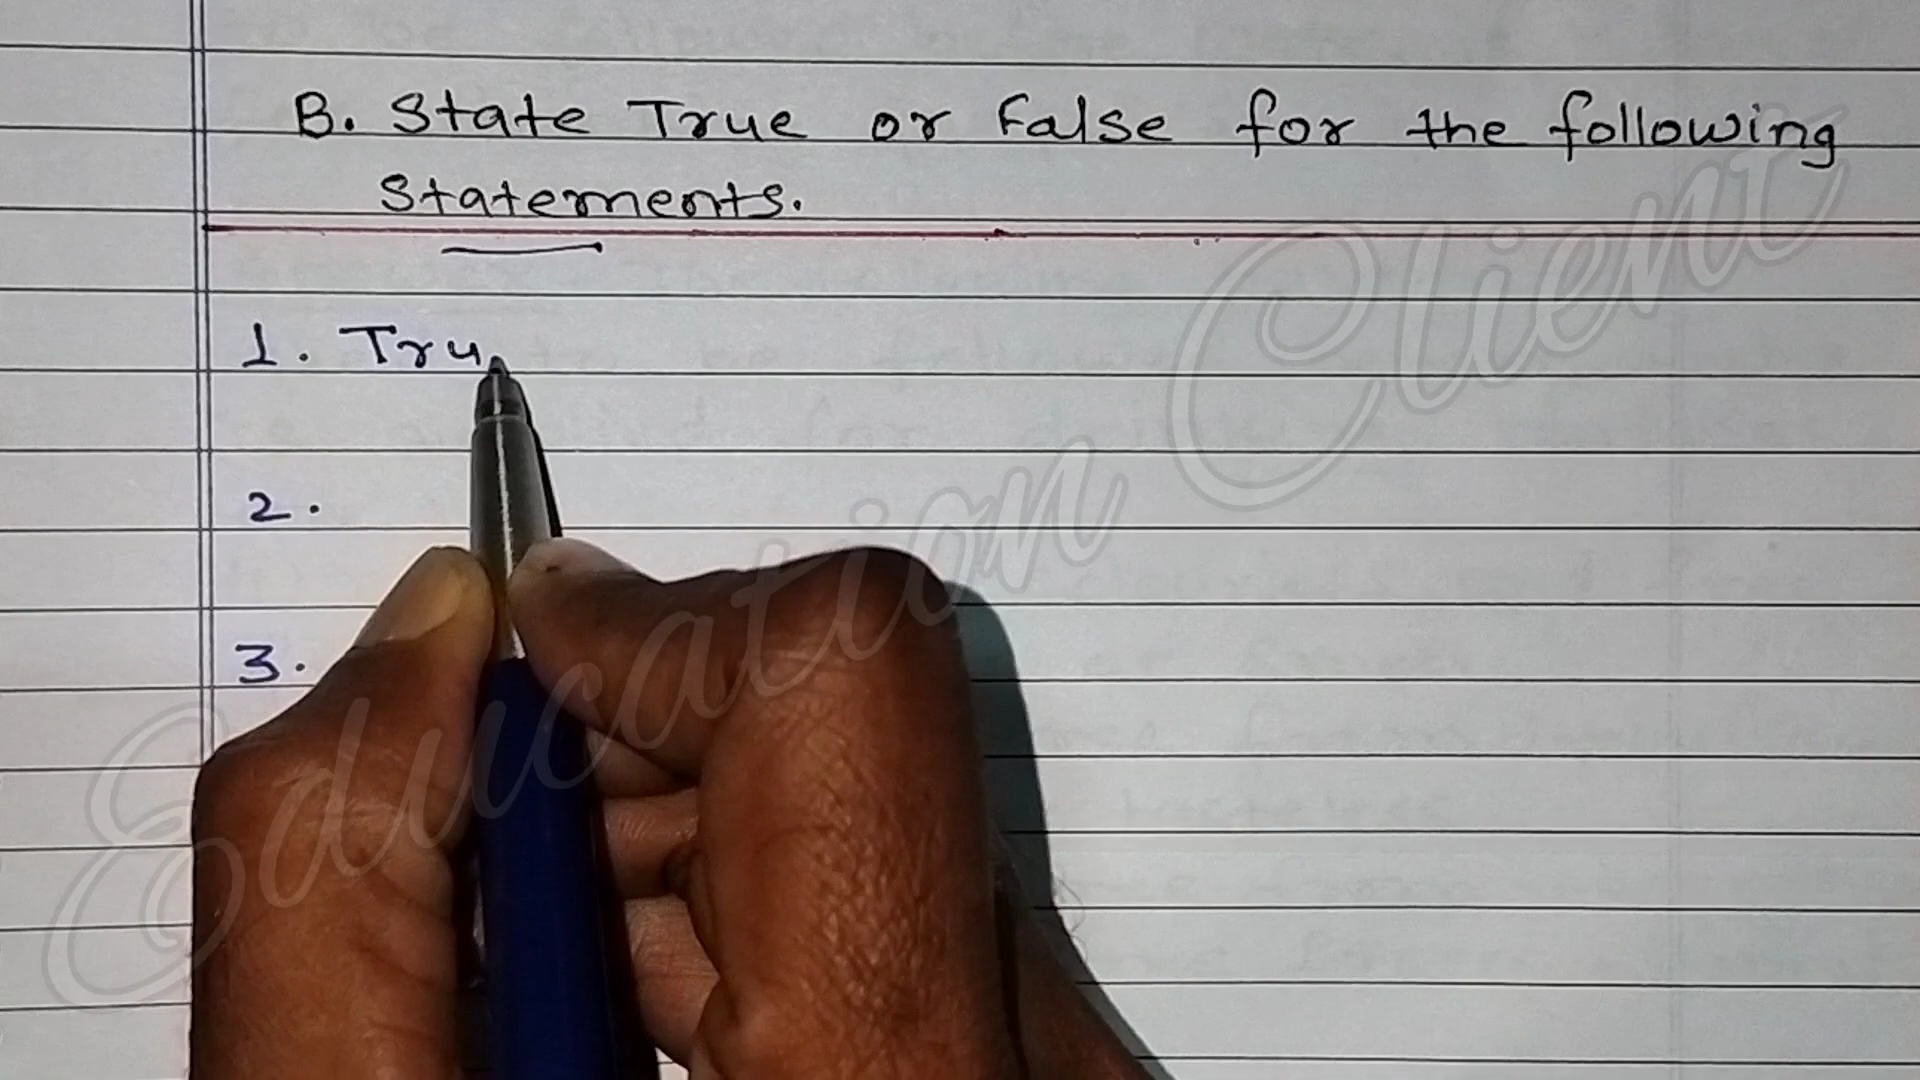 B. State True or False for the following
Statements.
1. Tru
2.
3.
Education Client